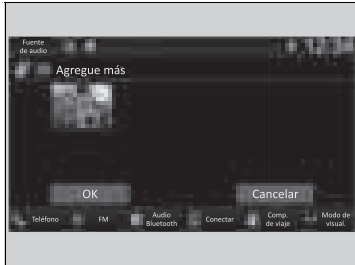 Fuente
de audio
Agregue más
OK
Cancelar
Teléfono
FM
Audio
Bluetooth
Conectar
Comp.
de viaje
Modo de
visual.